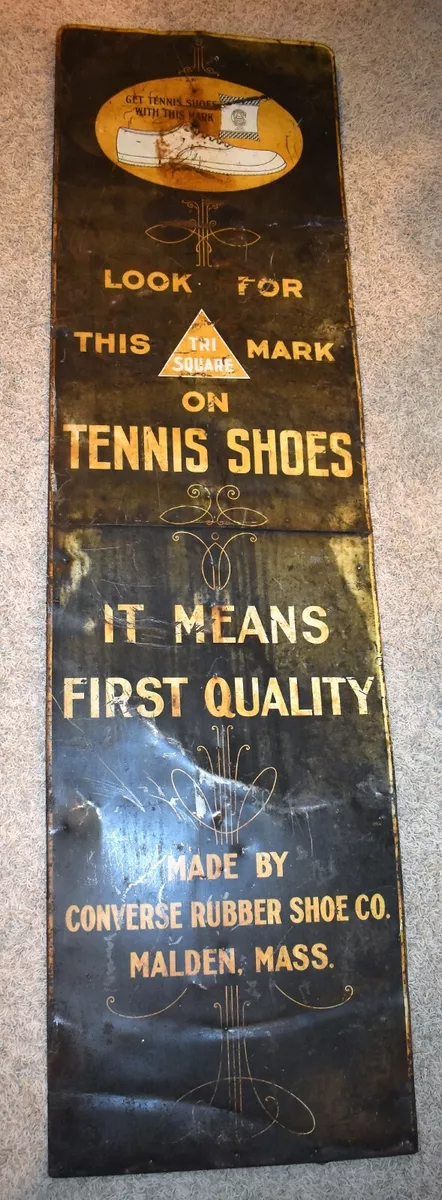 GET TENNIS SHOES
WITH THIS MARK
LOOK FOR
THIS TRI SQUARE MARK
ON
TENNIS SHOES
IT MEANS
FIRST QUALITY
MADE BY
CONVERSE RUBBER SHOE CO.
MALDEN, MASS.